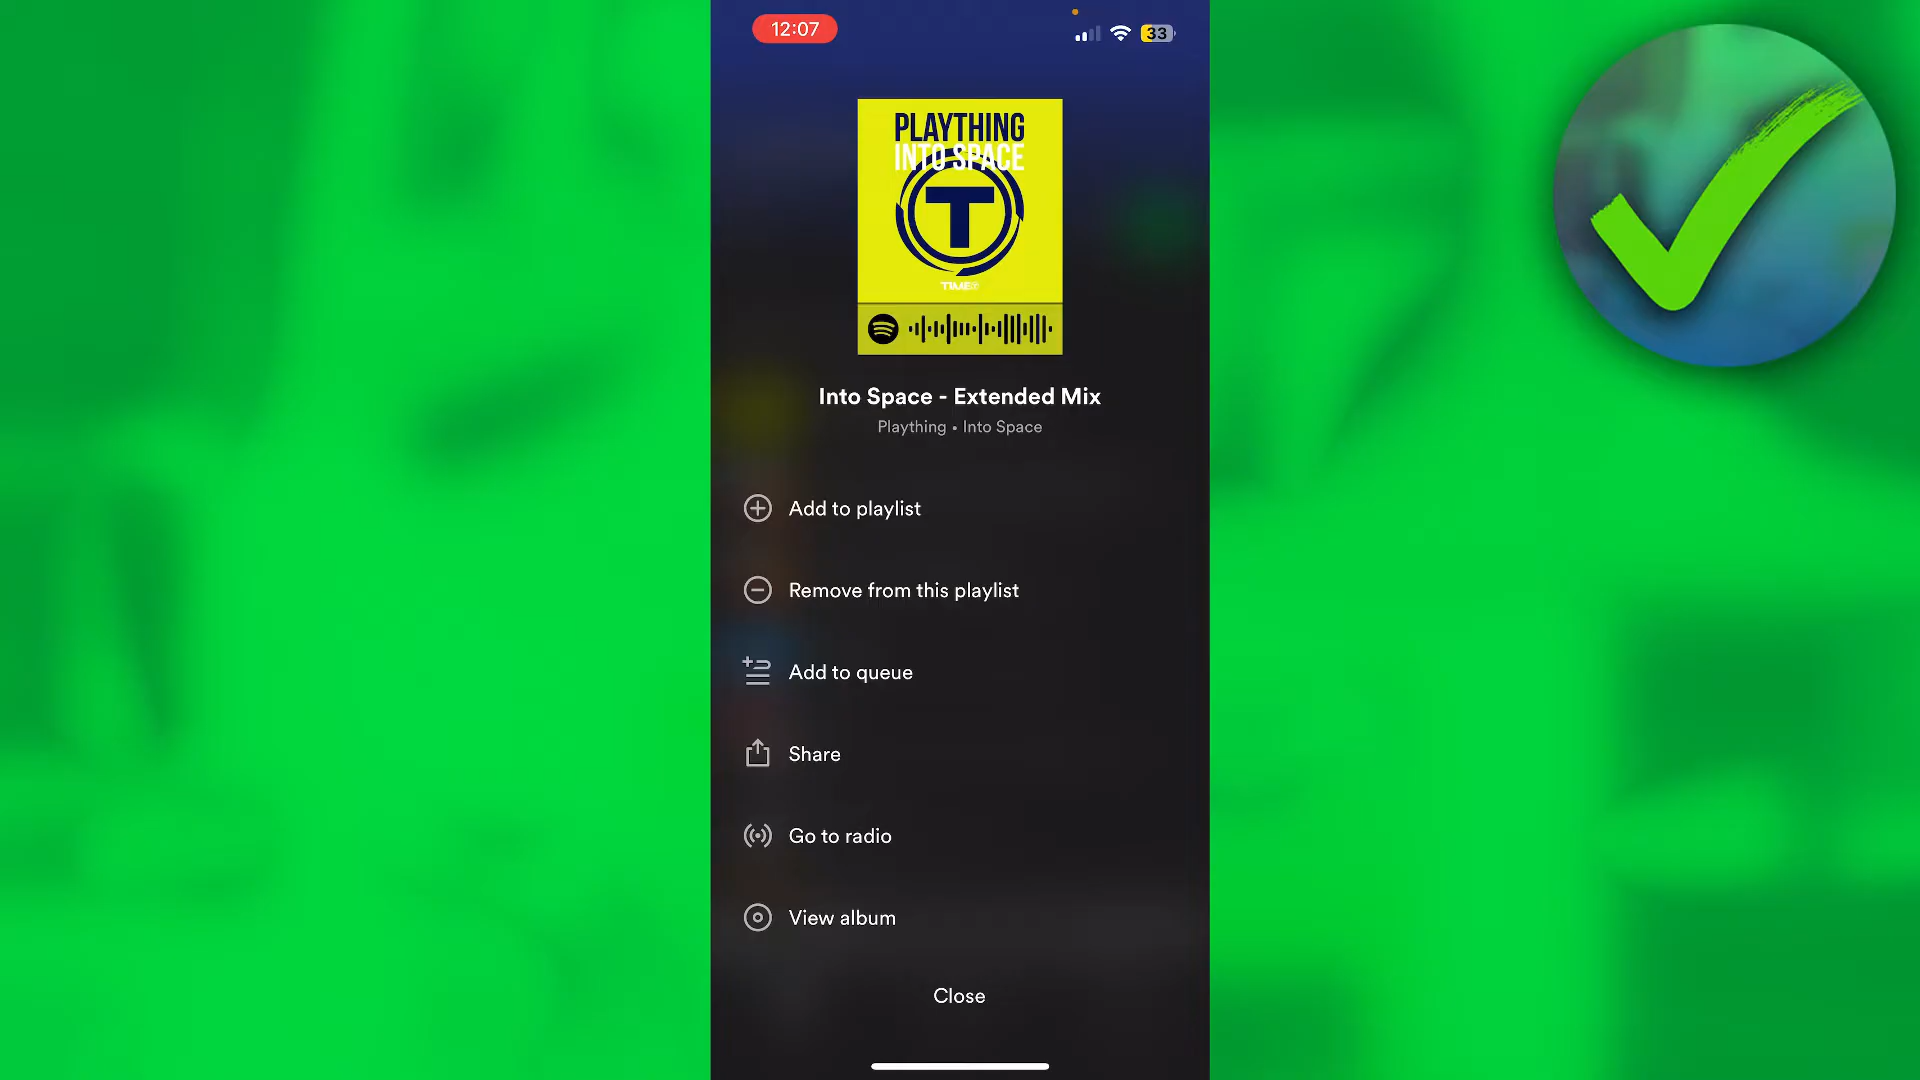 12:07
33
PLAYTHING
INTO SPACE
T
TIME
Into Space - Extended Mix
Plaything • Into Space
Add to playlist
Remove from this playlist
Add to queue
Share
Go to radio
View album
Close